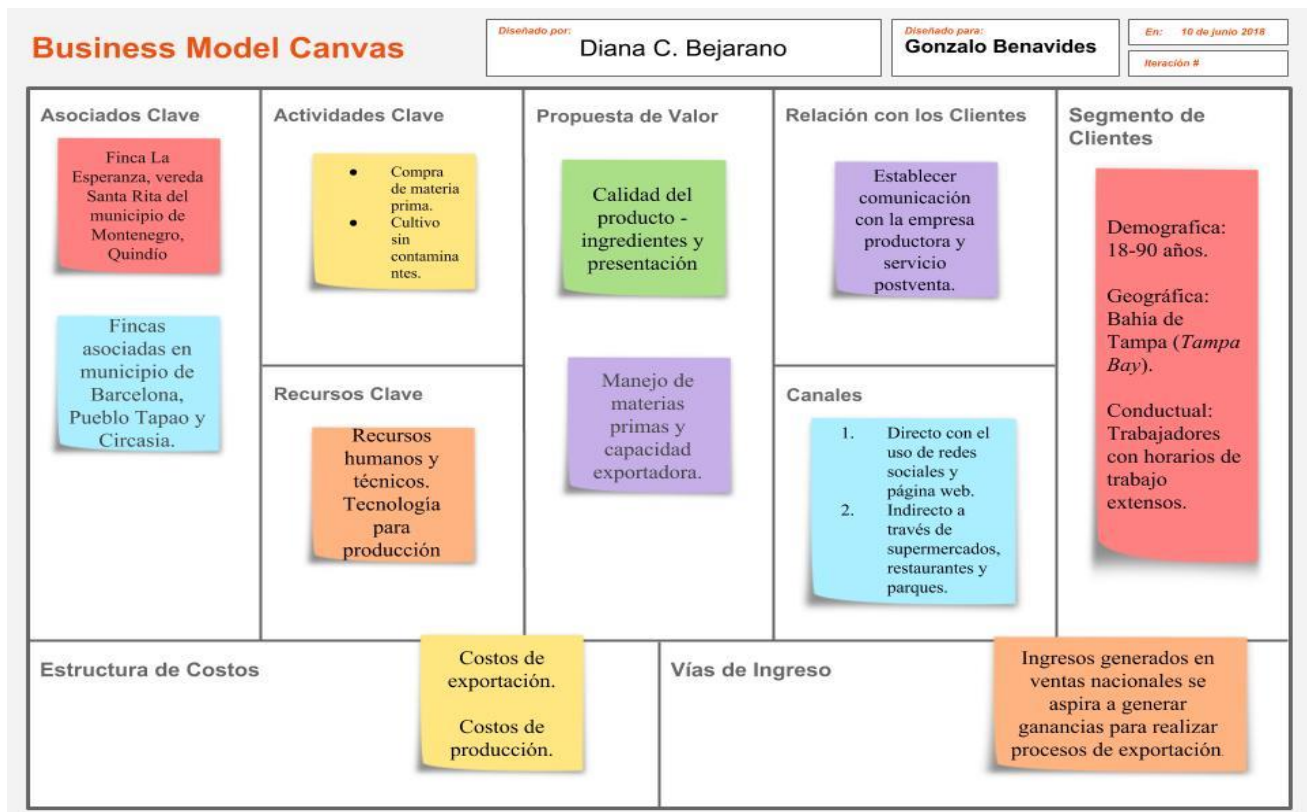 Business Model Canvas
Diseñado por:
Diana C. Bejarano
Diseñado para:
Gonzalo Benavides
En: 10 de junio 2018
Iteración #
Asociados Clave
Finca La
Esperanza, vereda
Santa Rita del
municipio de
Montenegro,
Quindío
Fincas
asociadas en
municipio de
Barcelona,
Pueblo Tapao y
Circasia.
Actividades Clave
● Compra
de materia
prima.
● Cultivo
sin
contamina
ntes.
Recursos Clave
Recursos
humanos y
técnicos.
Tecnología
para
producción
Propuesta de Valor
Calidad del
producto -
ingredientes y
presentación
Manejo de
materias
primas y
capacidad
exportadora.
Relación con los Clientes
Establecer
comunicación
con la empresa
productora y
servicio
postventa.
Canales
1. Directo con el
uso de redes
sociales y
página web.
2. Indirecto a
través de
supermercados,
restaurantes y
parques.
Segmento de
Clientes
Demografica:
18-90 años.
Geográfica:
Bahía de
Tampa (Tampa
Bay).
Conductual:
Trabajadores
con horarios de
trabajo
extensos.
Estructura de Costos
Costos de
exportación.
Costos de
producción.
Vías de Ingreso
Ingresos generados en
ventas nacionales se
aspira a generar
ganancias para realizar
procesos de exportación.